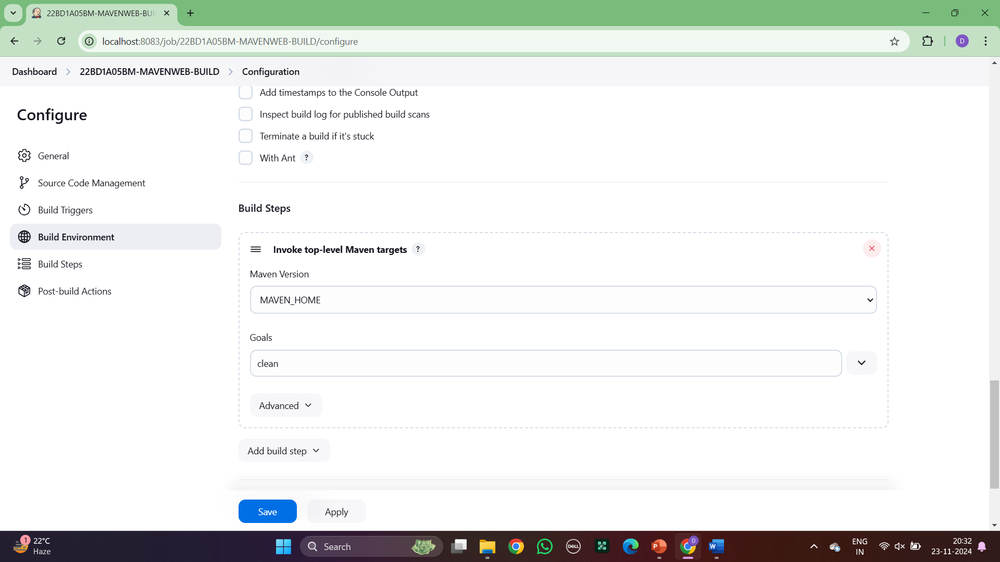 22BD1A05BM-MAVENWEB-BUI
localhost:8083/job/22BD1A05BM-MAVENWEB-BUILD/configure
D
Dashboard
22BD1A05BM-MAVENWEB-BUILD
Configuration
Configure
General
Source Code Management
Build Triggers
Build Environment
Build Steps
Post-build Actions
Add timestamps to the Console Output
Inspect build log for published build scans
Terminate a build if it's stuck
With Ant ?
Build Steps
Invoke top-level Maven targets ?
Maven Version
MAVEN_HOME
Goals
clean
Advanced
Add build step
Save
Apply
1
22°C
Haze
Search
DELL
P
D
W
ENG
IN
20:32
23-11-2024